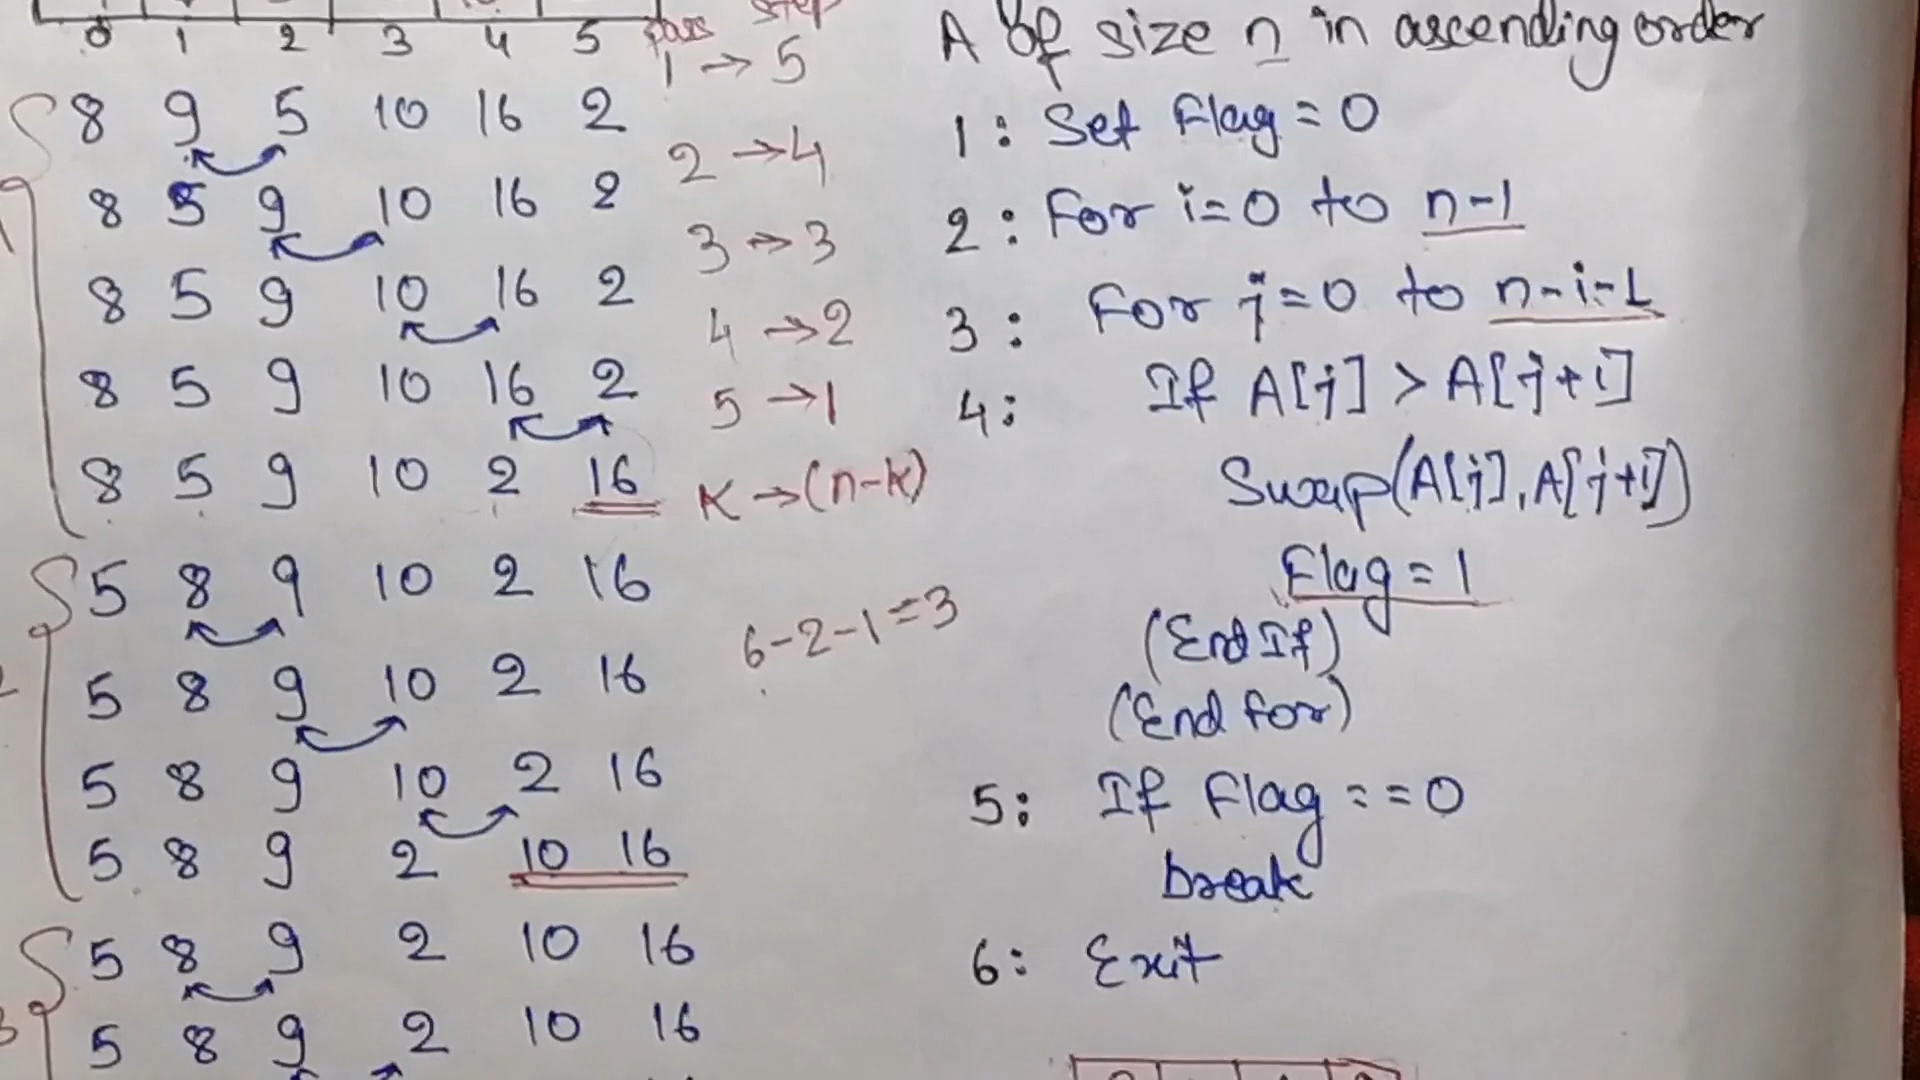 0 1 2 3 4 5
8 9 5 10 16 2
8 5 9 10 16 2
8 5 9 10 16 2
8 5 9 10 16 2
8 5 9 10 2 16
5 8 9 10 2 16
5 8 9 10 2 16
5 8 9 10 2 16
5 8 9 2 10 16
5 8 9 2 10 16
5 8 9 2 10 16
pass step
1 → 5
2 → 4
3 → 3
4 → 2
5 → 1
K → (n-k)
6-2-1=3
A of size n in ascending order
1: Set Flag = 0
2: For i=0 to n-1
3: For j=0 to n-i-1
4: If A[j] > A[j+1]
Swap(A[j], A[j+1])
Flag = 1
(End If)
(End for)
5: If Flag == 0
break
6: Exit